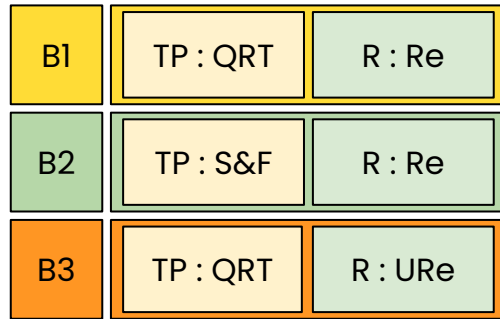 B1 TP : QRT R : Re
B2 TP : S&F R : Re
B3 TP : QRT R : URe